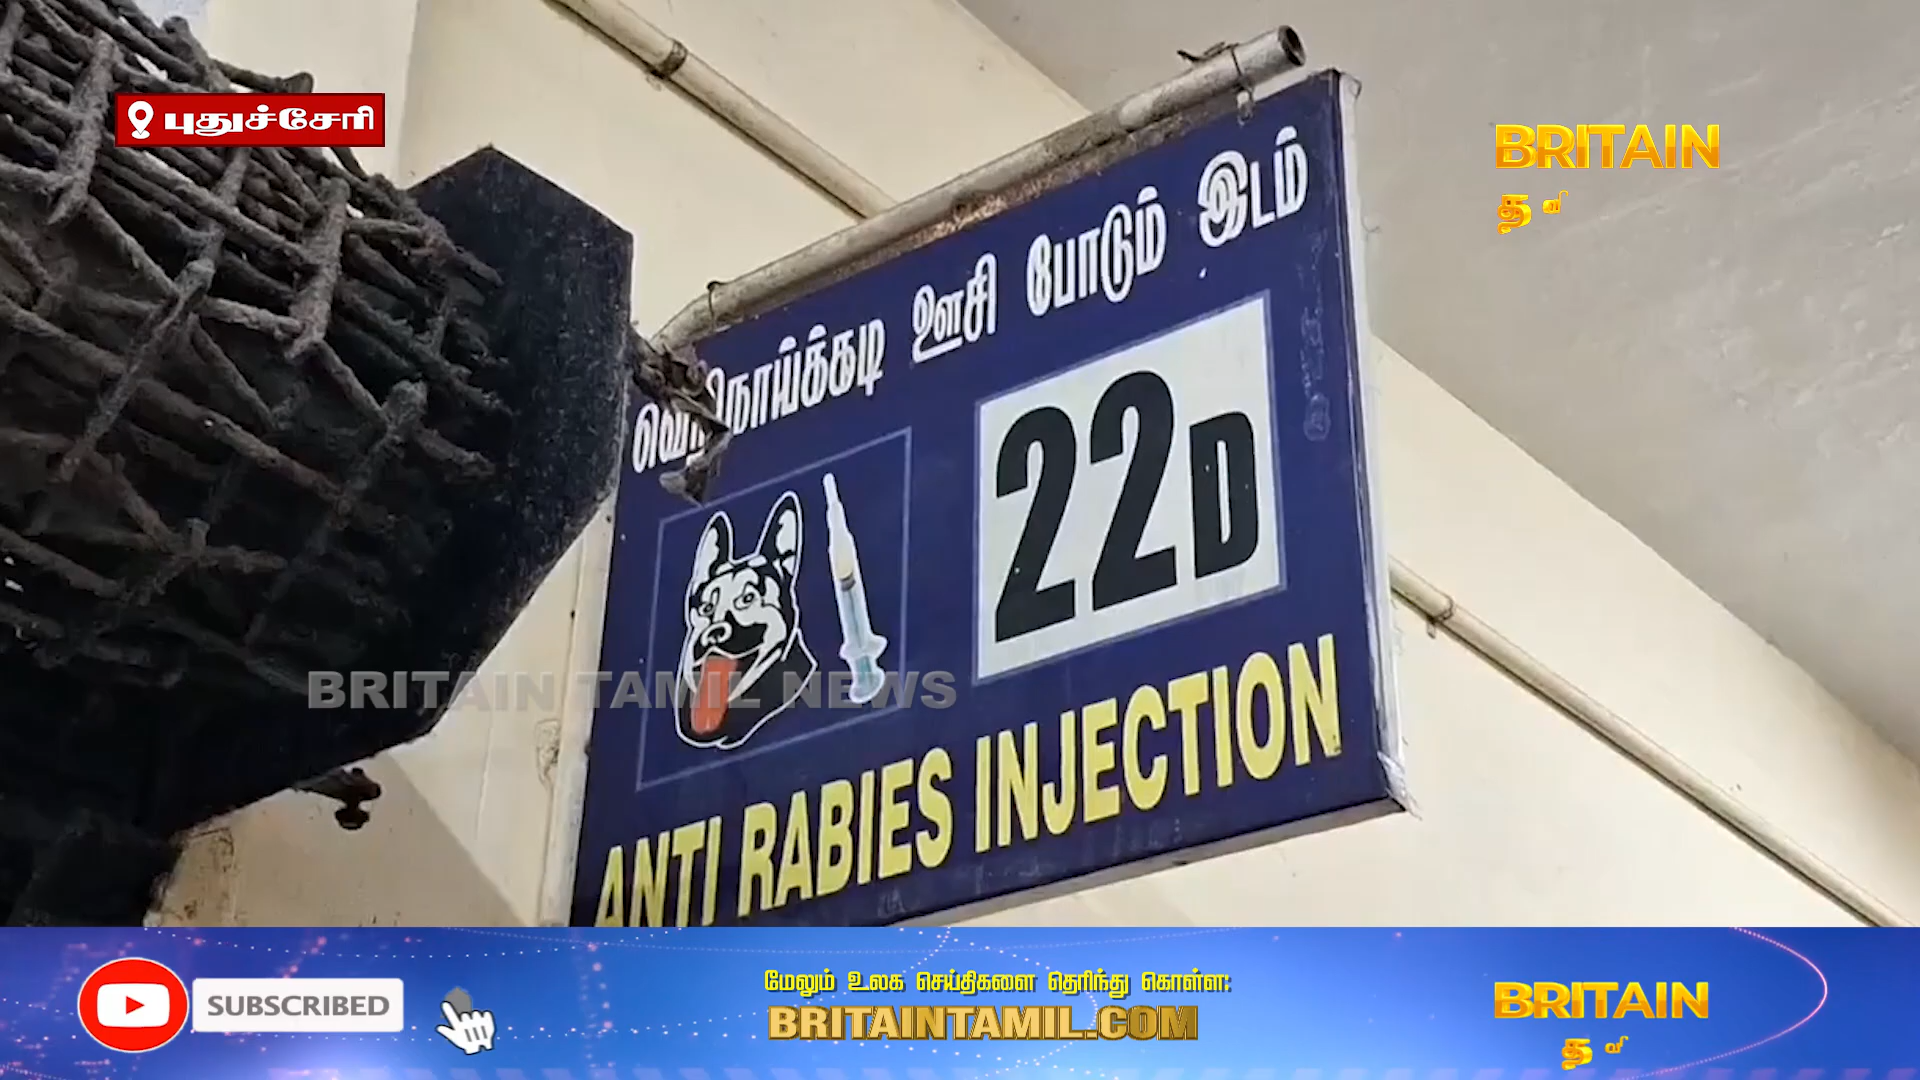 புதுச்சேரி
BRITAIN
த
வெறிநாய்க்கடி ஊசி போடும் இடம்
22D
BRITAIN TAMIL NEWS
ANTI RABIES INJECTION
SUBSCRIBED
மேலும் உலக செய்திகளை தெரிந்து கொள்ள:
BRITAINTAMIL.COM
BRITAIN
த